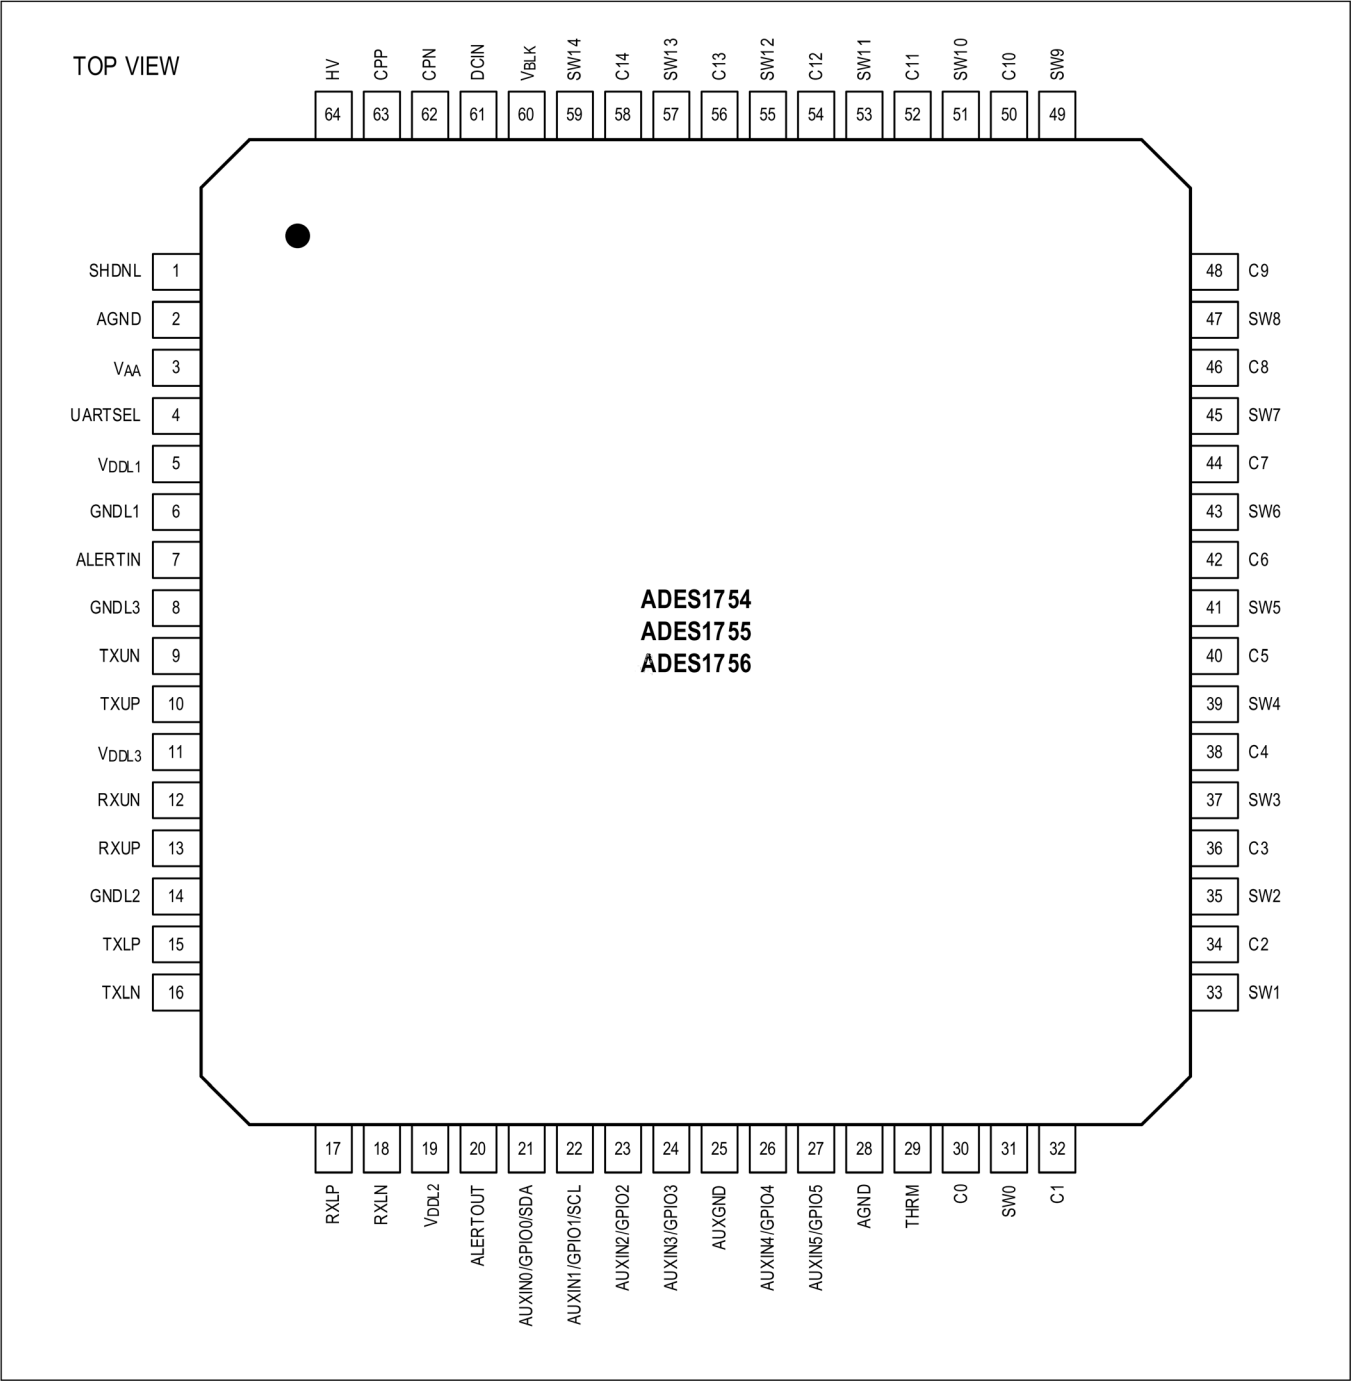 TOP VIEW
HV
CPP
CPN
DCIN
VBLK
SW14
C14
SW13
C13
SW12
C12
SW11
C11
SW10
C10
SW9
64 63 62 61 60 59 58 57 56 55 54 53 52 51 50 49
SHDNL 1
AGND 2
VAA 3
UARTSEL 4
VDDL1 5
GNDL1 6
ALERTIN 7
GNDL3 8
TXUN 9
TXUP 10
VDDL3 11
RXUN 12
RXUP 13
GNDL2 14
TXLP 15
TXLN 16
ADES1754
ADES1755
ADES1756
48 C9
47 SW8
46 C8
45 SW7
44 C7
43 SW6
42 C6
41 SW5
40 C5
39 SW4
38 C4
37 SW3
36 C3
35 SW2
34 C2
33 SW1
17 18 19 20 21 22 23 24 25 26 27 28 29 30 31 32
RXLP
RXLN
VDDL2
ALERTOUT
AUXIN0/GPIO0/SDA
AUXIN1/GPIO1/SCL
AUXIN2/GPIO2
AUXIN3/GPIO3
AUXGND
AUXIN4/GPIO4
AUXIN5/GPIO5
AGND
THRM
C0
SW0
C1